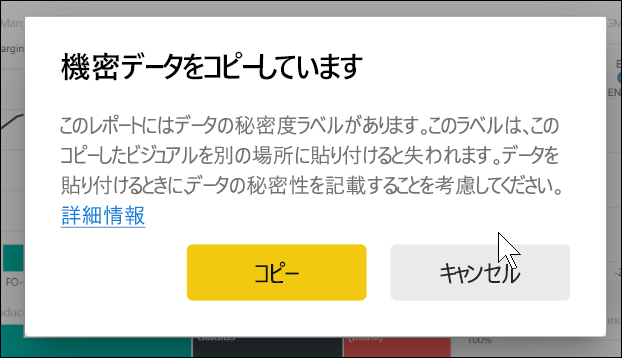 Margin
GM
機密データをコピーしています
argin
このレポートにはデータの秘密度ラベルがあります。このラベルは、この
コピーしたビジュアルを別の場所に貼り付けると失われます。データを
貼り付けるときに、データの秘密性を記載することを考慮してください。
詳細情報
コピー
キャンセル
FO-
-2
100%